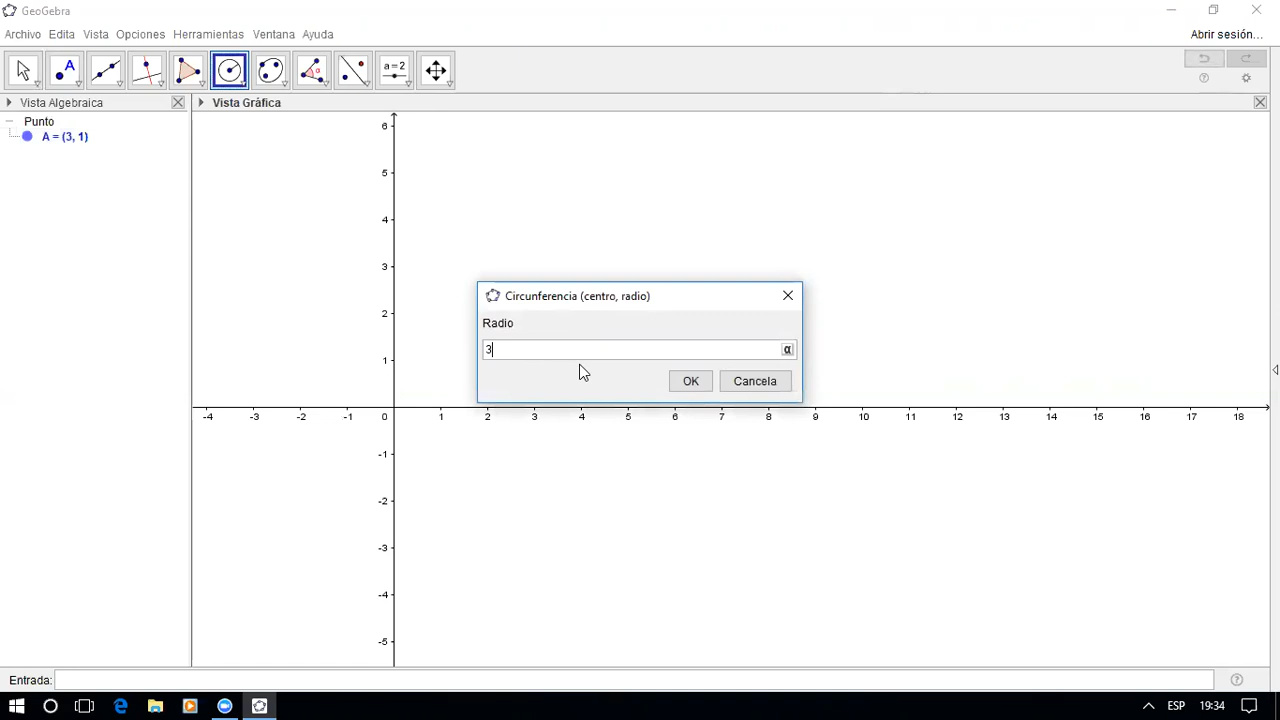 GeoGebra
Archivo Edita Vista Opciones Herramientas Ventana Ayuda
Abrir sesión...
A
α
a=2
Vista Algebraica
Vista Gráfica
Punto
A = (3, 1)
Circunferencia (centro, radio)
Radio
3
α
OK Cancela
6
5
4
3
2
1
-4 -3 -2 -1 0 1 2 3 4 5 6 7 8 9 10 11 12 13 14 15 16 17 18
-1
-2
-3
-4
-5
Entrada:
ESP 19:34